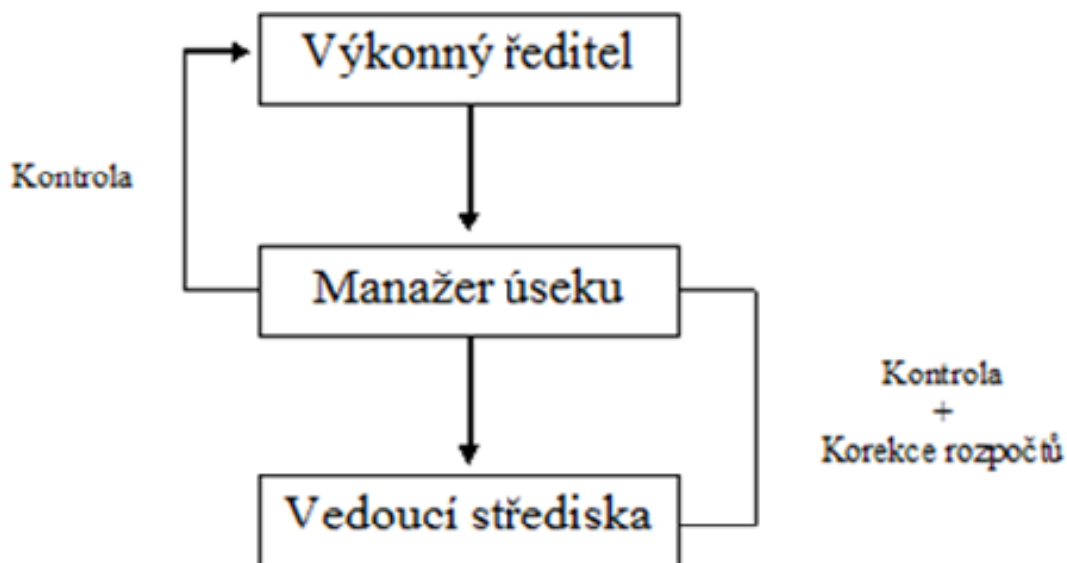 Výkonný ředitel
Kontrola
Manažer úseku
Kontrola
+
Korekce rozpočtů
Vedoucí střediska